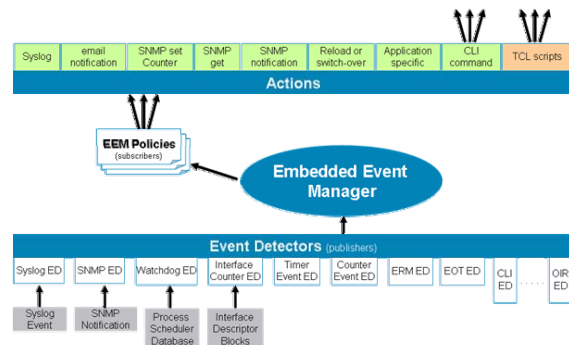 Syslog
email
notification
SNMP set
Counter
SNMP
get
SNMP
notification
Reload or
switch-over
Application
specific
CLI
command
TCL scripts
Actions
EEM Policies
(subscribers)
Embedded Event
Manager
Event Detectors (publishers)
Syslog ED
SNMP ED
Watchdog ED
Interface
Counter ED
Timer
Event ED
Counter
Event ED
ERM ED
EOT ED
CLI
ED
. . . . .
OIR
ED
Syslog
Event
SNMP
Notification
Process
Scheduler
Database
Interface
Descriptor
Blocks